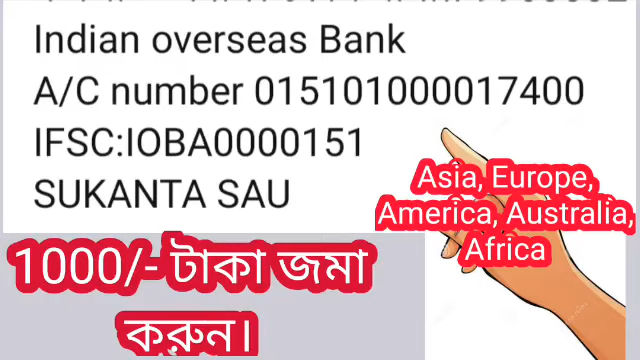 Indian overseas Bank
A/C number 015101000017400
IFSC:IOBA0000151
SUKANTA SAU
Asia, Europe,
America, Australia,
Africa
1000/- টাকা জমা
করুন।